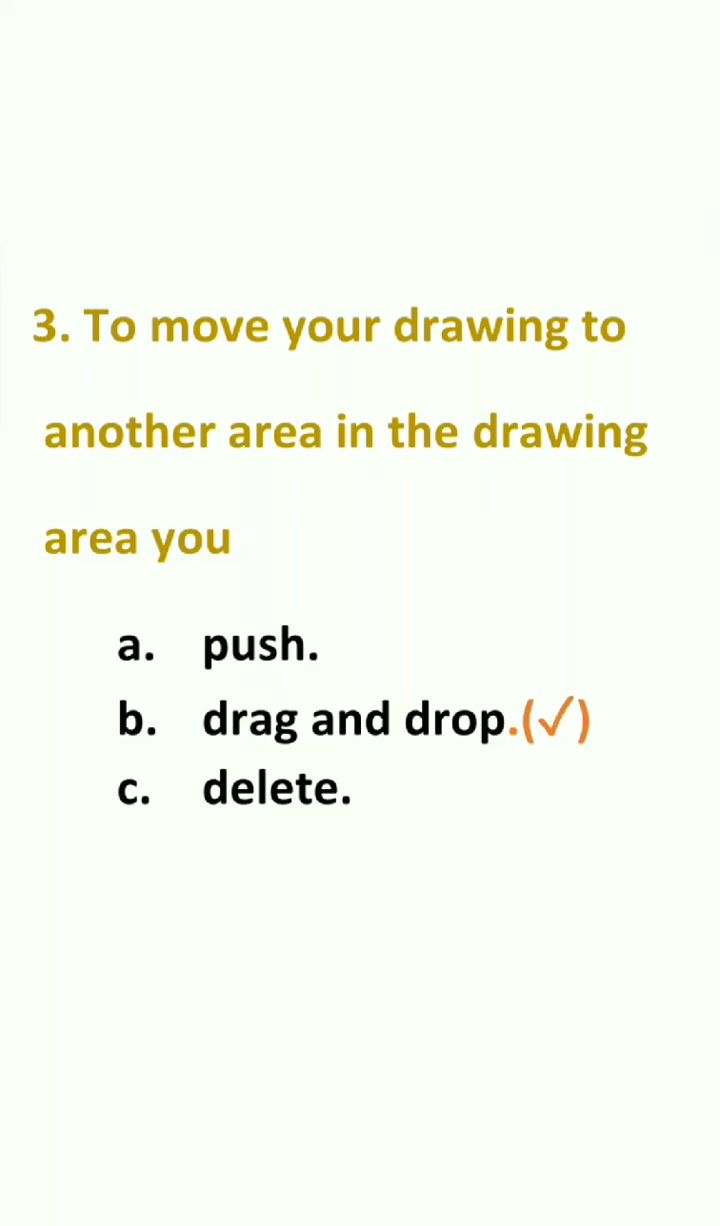 3. To move your drawing to
another area in the drawing
area you
a. push.
b. drag and drop.(✓)
c. delete.